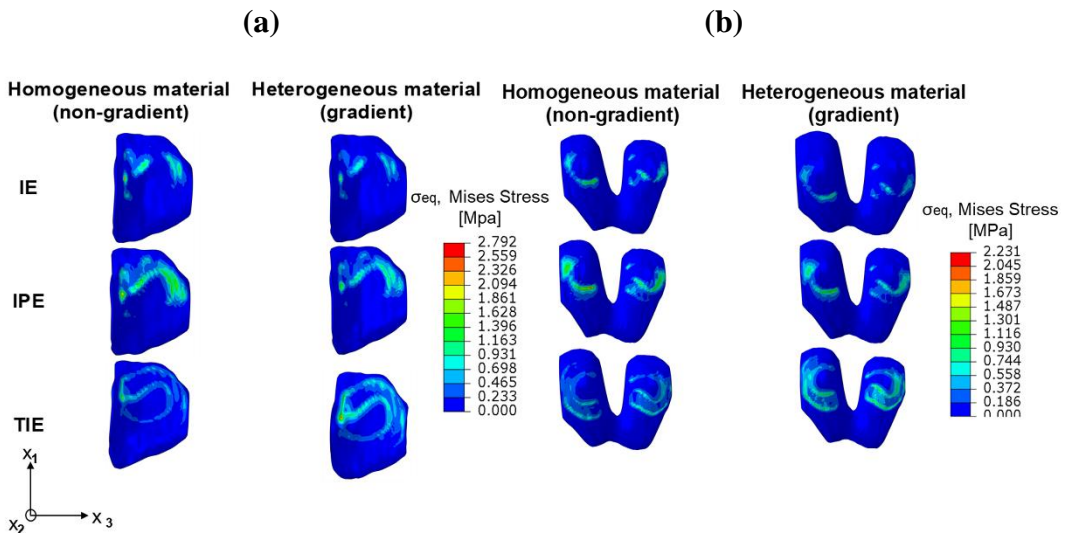 (a)
(b)
Homogeneous material
(non-gradient)
Heterogeneous material
(gradient)
Homogeneous material
(non-gradient)
Heterogeneous material
(gradient)
IE
IPE
TIE
σeq, Mises Stress
[Mpa]
2.792
2.559
2.326
2.094
1.861
1.628
1.396
1.163
0.931
0.698
0.465
0.233
0.000
σeq, Mises Stress
[MPa]
2.231
2.045
1.859
1.673
1.487
1.301
1.116
0.930
0.744
0.558
0.372
0.186
0.000
X1
X2
X 3